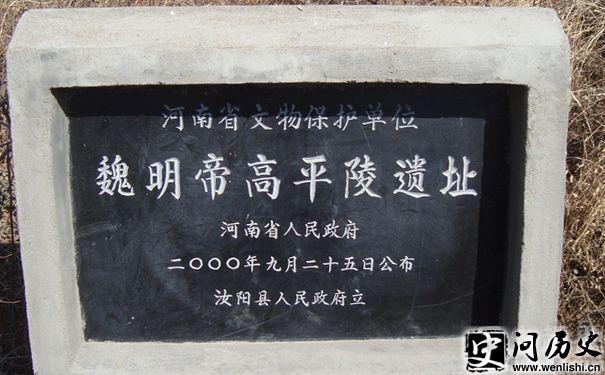 河南省文物保护单位
魏明帝高平陵遗址
河南省人民政府
二〇〇〇年九月二十五日公布
汝阳县人民政府立
史问历史
www.wenlishi.cn